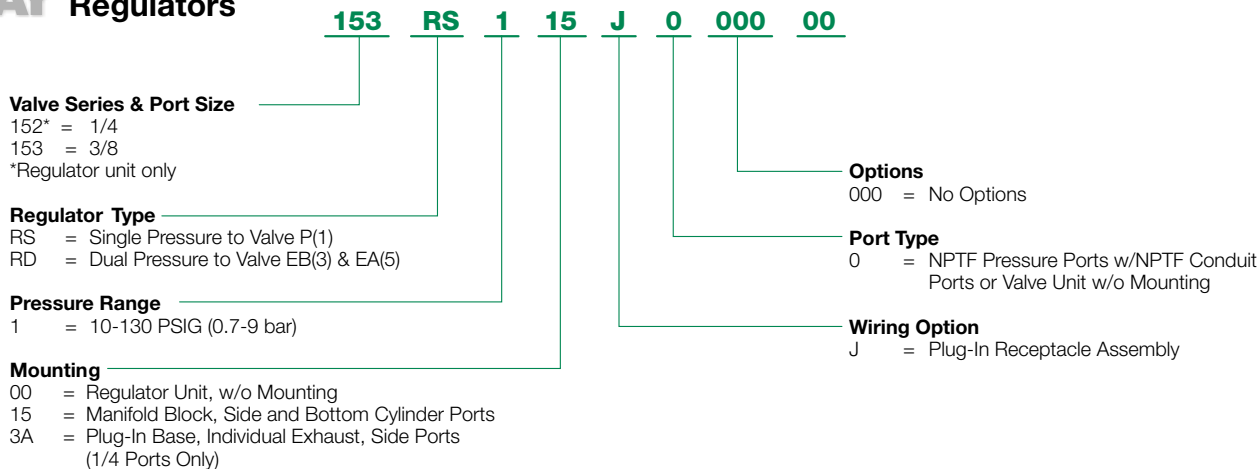 Regulators
153 RS 1 15 J 0 000 00
Valve Series & Port Size
152* = 1/4
153 = 3/8
*Regulator unit only
Regulator Type
RS = Single Pressure to Valve P(1)
RD = Dual Pressure to Valve EB(3) & EA(5)
Pressure Range
1 = 10-130 PSIG (0.7-9 bar)
Mounting
00 = Regulator Unit, w/o Mounting
15 = Manifold Block, Side and Bottom Cylinder Ports
3A = Plug-In Base, Individual Exhaust, Side Ports
(1/4 Ports Only)
Options
000 = No Options
Port Type
0 = NPTF Pressure Ports w/NPTF Conduit
Ports or Valve Unit w/o Mounting
Wiring Option
J = Plug-In Receptacle Assembly